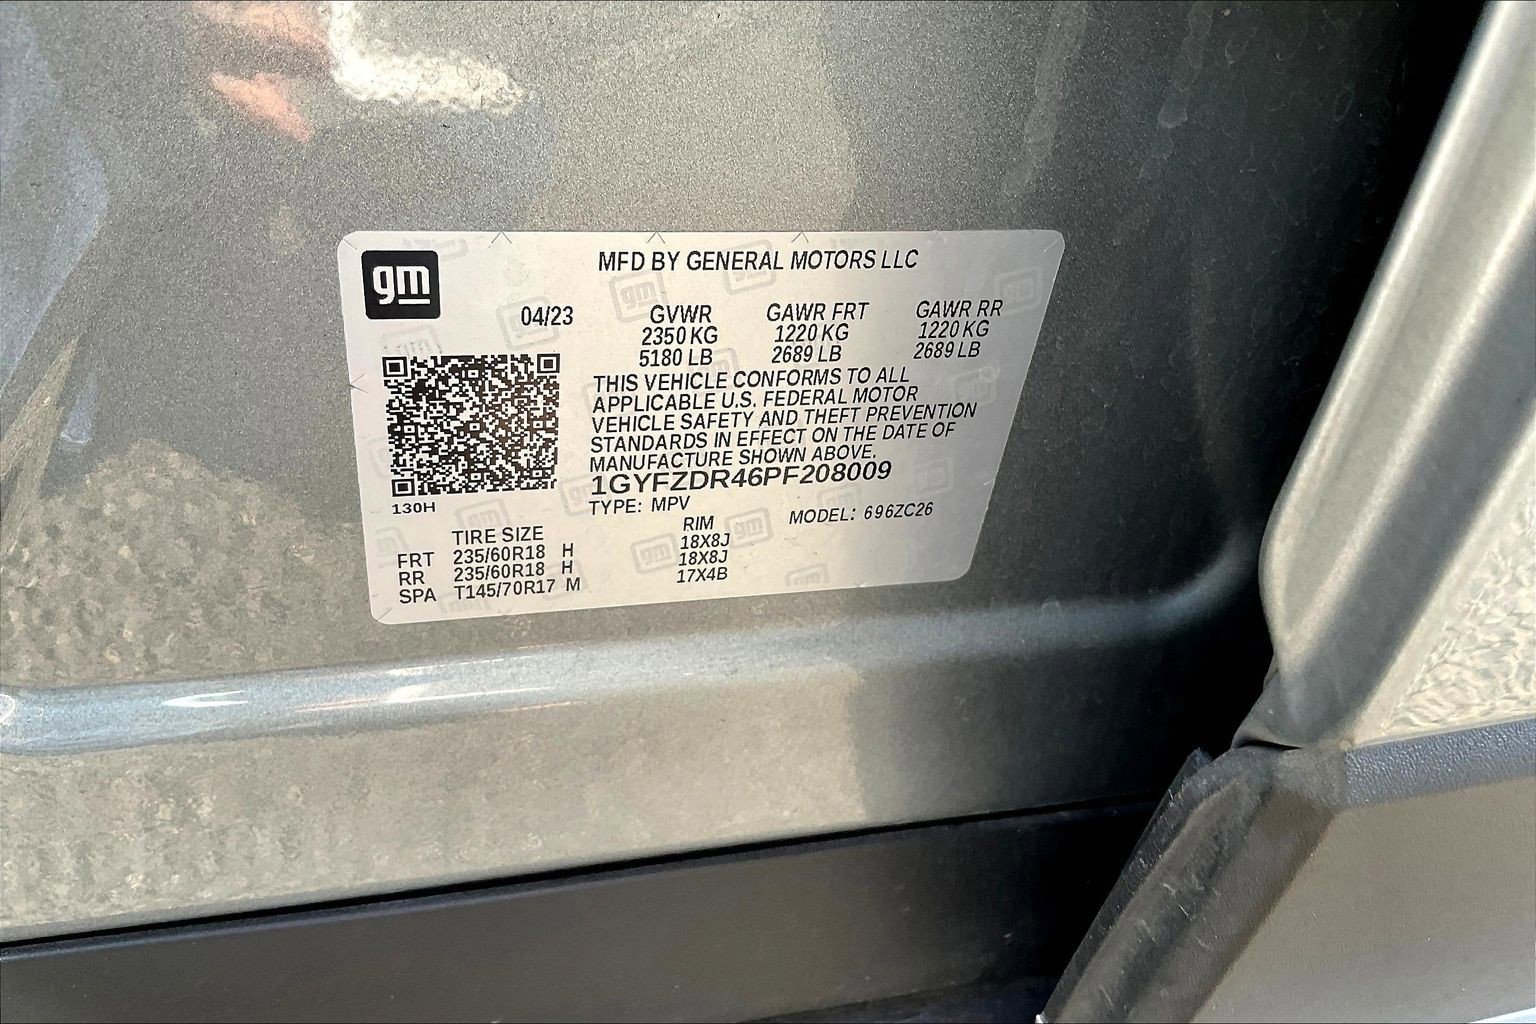 gm
MFD BY GENERAL MOTORS LLC
04/23 GVWR GAWR FRT GAWR RR
2350 KG 1220 KG 1220 KG
5180 LB 2689 LB 2689 LB
THIS VEHICLE CONFORMS TO ALL
APPLICABLE U.S. FEDERAL MOTOR
VEHICLE SAFETY AND THEFT PREVENTION
STANDARDS IN EFFECT ON THE DATE OF
MANUFACTURE SHOWN ABOVE.
1GYFZDR46PF208009
130H
TYPE: MPV MODEL: 696ZC26
TIRE SIZE RIM
FRT 235/60R18 H 18X8J
RR 235/60R18 H 18X8J
SPA T145/70R17 M 17X4B